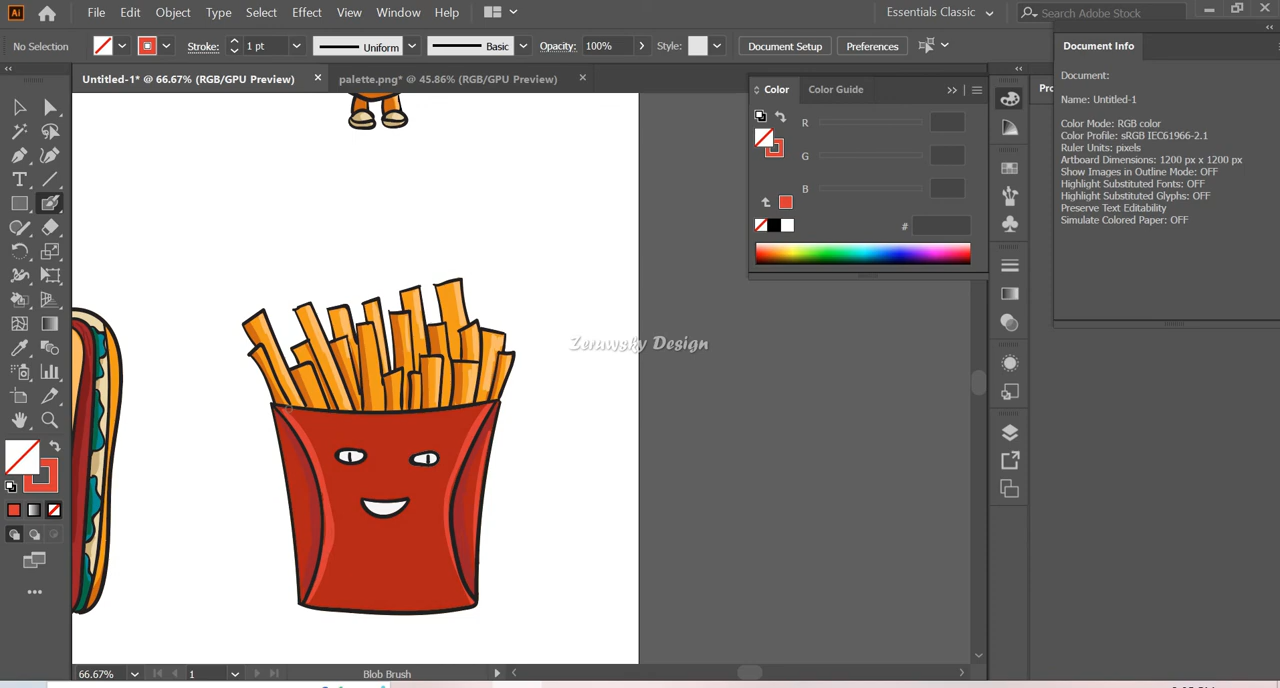 Ai File Edit Object Type Select Effect View Window Help Essentials Classic Search Adobe Stock
No Selection Stroke: 1 pt Uniform Basic Opacity: 100% Style: Document Setup Preferences
Untitled-1* @ 66.67% (RGB/GPU Preview) palette.png* @ 45.86% (RGB/GPU Preview)
Color Color Guide
R
G
B
#
Document Info
Document:
Name: Untitled-1
Color Mode: RGB color
Color Profile: sRGB IEC61966-2.1
Ruler Units: pixels
Artboard Dimensions: 1200 px x 1200 px
Show Images in Outline Mode: OFF
Highlight Substituted Fonts: OFF
Highlight Substituted Glyphs: OFF
Preserve Text Editability
Simulate Colored Paper: OFF
Zerawsky Design
66.67% 1 Blob Brush